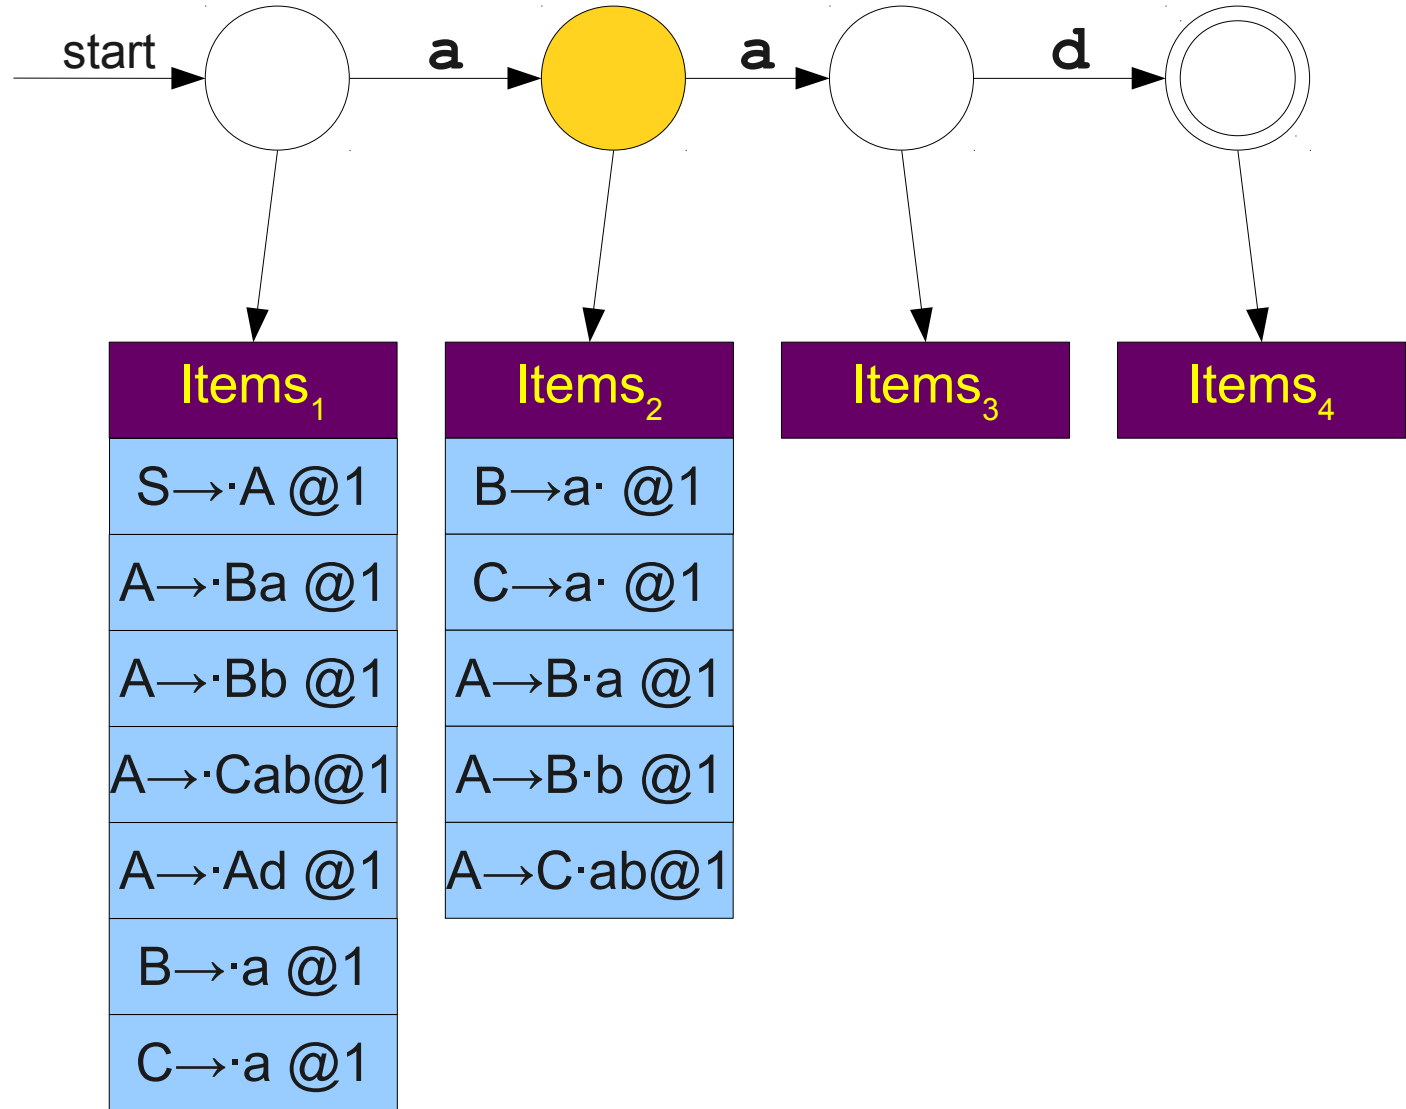 start a a d
Items₁ Items₂ Items₃ Items₄
S→·A @1 B→a· @1
A→·Ba @1 C→a· @1
A→·Bb @1 A→B·a @1
A→·Cab@1 A→B·b @1
A→·Ad @1 A→C·ab@1
B→·a @1
C→·a @1